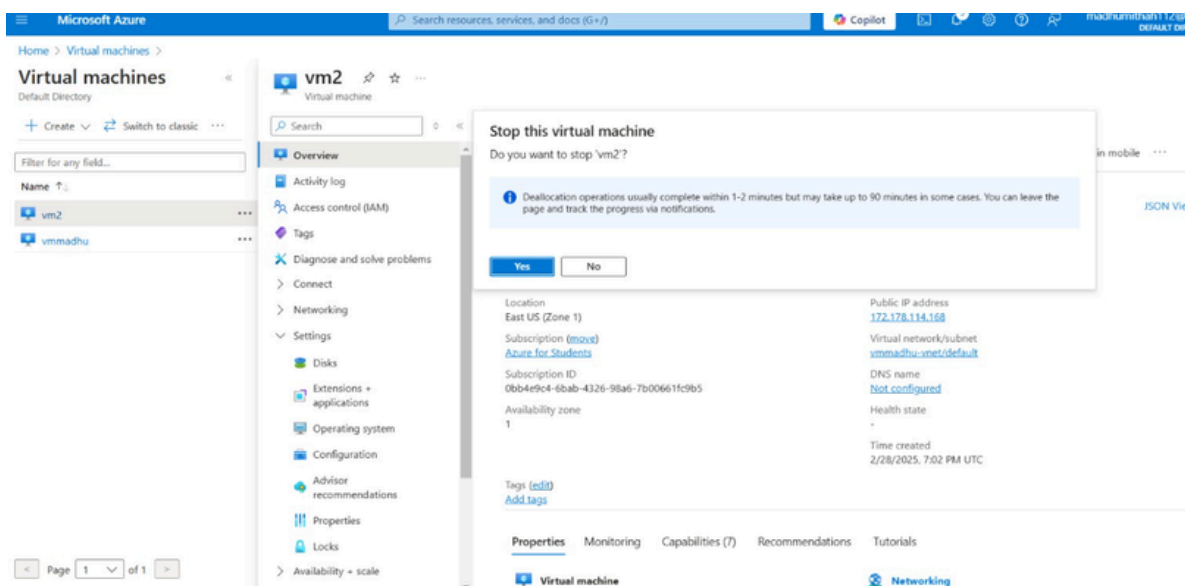 Microsoft Azure
Search resources, services, and docs (G+/)
Copilot
madhumithah112@
DEFAULT DIR
Home > Virtual machines >
Virtual machines
Default Directory
Create
Switch to classic
Filter for any field...
Name
vm2
vmmadhu
Page 1 of 1
vm2
Virtual machine
Search
Overview
Activity log
Access control (IAM)
Tags
Diagnose and solve problems
Connect
Networking
Settings
Disks
Extensions +
applications
Operating system
Configuration
Advisor
recommendations
Properties
Locks
Availability + scale
Stop this virtual machine
Do you want to stop 'vm2'?
Deallocation operations usually complete within 1-2 minutes but may take up to 90 minutes in some cases. You can leave the
page and track the progress via notifications.
Yes
No
in mobile
JSON Vie
Location
East US (Zone 1)
Subscription (move)
Azure for Students
Subscription ID
0bb4e9c4-6bab-4326-98a6-7b00661fc9b5
Availability zone
1
Public IP address
172.178.114.168
Virtual network/subnet
vmmadhu-vnet/default
DNS name
Not configured
Health state
-
Time created
2/28/2025, 7:02 PM UTC
Tags (edit)
Add tags
Properties
Monitoring
Capabilities (7)
Recommendations
Tutorials
Virtual machine
Networking